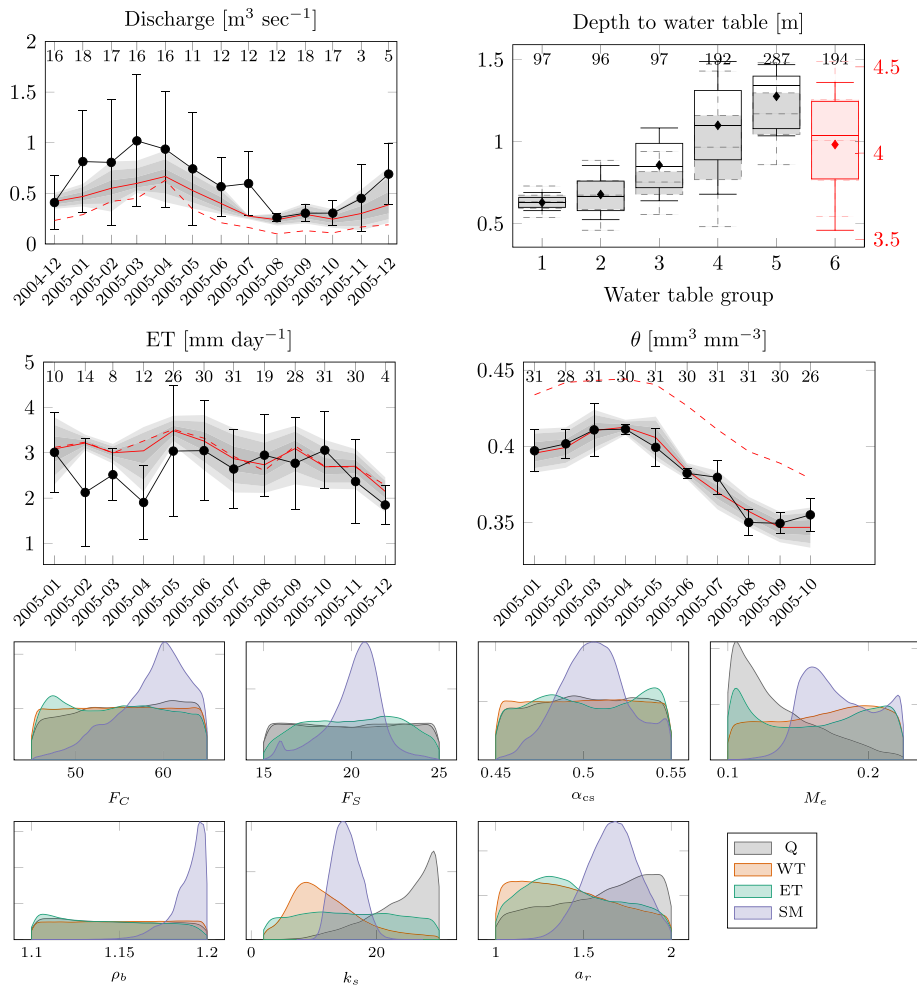 Discharge [m³ sec⁻¹]
2
1.5
1
0.5
0
16 18 17 16 16 11 12 12 12 18 17 3 5
2004-12 2005-01 2005-02 2005-03 2005-04 2005-05 2005-06 2005-07 2005-08 2005-09 2005-10 2005-11 2005-12
Depth to water table [m]
1.5
1
0.5
97 96 97 192 287 194
4.5
4
3.5
1 2 3 4 5 6
Water table group
ET [mm day⁻¹]
5
4
3
2
1
10 14 8 12 26 30 31 19 28 31 30 4
2005-01 2005-02 2005-03 2005-04 2005-05 2005-06 2005-07 2005-08 2005-09 2005-10 2005-11 2005-12
θ [mm³ mm⁻³]
0.45
0.4
0.35
31 28 31 30 31 30 31 31 30 26
2005-01 2005-02 2005-03 2005-04 2005-05 2005-06 2005-07 2005-08 2005-09 2005-10
50 60
F_C
15 20 25
F_S
0.45 0.5 0.55
α_cs
0.1 0.2
M_e
1.1 1.15 1.2
ρ_b
0 20
k_s
1 1.5 2
a_r
Q
WT
ET
SM